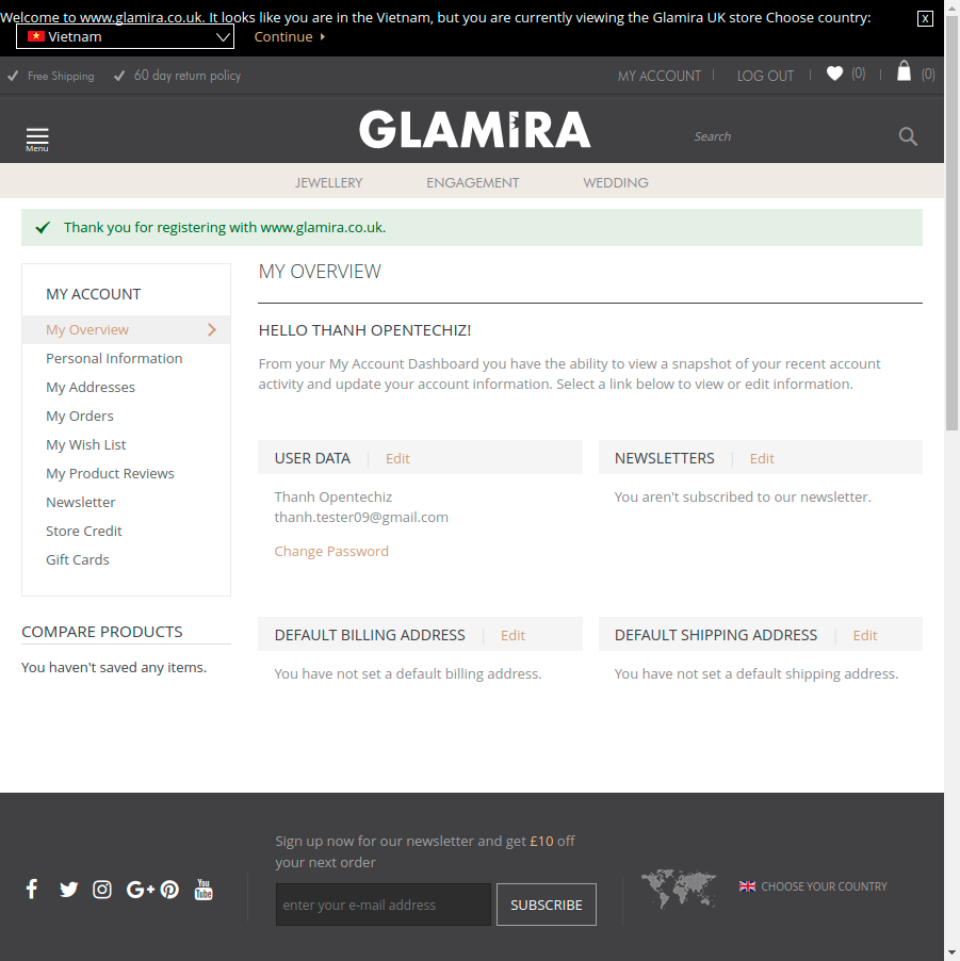 Welcome to www.glamira.co.uk. It looks like you are in the Vietnam, but you are currently viewing the Glamira UK store Choose country:
x
Vietnam
Continue
Free Shipping
60 day return policy
MY ACCOUNT
LOG OUT
(0)
(0)
Menu
GLAMIRA
Search
JEWELLERY
ENGAGEMENT
WEDDING
Thank you for registering with www.glamira.co.uk.
MY ACCOUNT
My Overview
Personal Information
My Addresses
My Orders
My Wish List
My Product Reviews
Newsletter
Store Credit
Gift Cards
COMPARE PRODUCTS
You haven't saved any items.
MY OVERVIEW
HELLO THANH OPENTECHIZ!
From your My Account Dashboard you have the ability to view a snapshot of your recent account
activity and update your account information. Select a link below to view or edit information.
USER DATA
Edit
Thanh Opentechiz
thanh.tester09@gmail.com
Change Password
NEWSLETTERS
Edit
You aren't subscribed to our newsletter.
DEFAULT BILLING ADDRESS
Edit
You have not set a default billing address.
DEFAULT SHIPPING ADDRESS
Edit
You have not set a default shipping address.
You
Tube
Sign up now for our newsletter and get £10 off
your next order
enter your e-mail address
SUBSCRIBE
CHOOSE YOUR COUNTRY